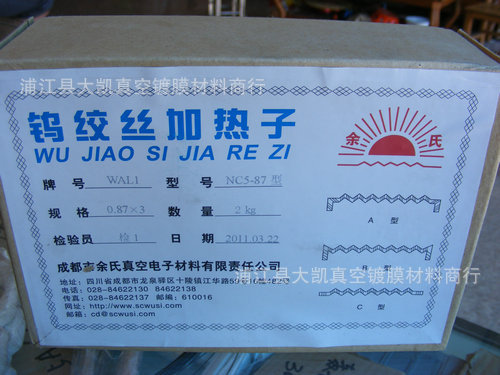 浦江县大凯真空镀膜材料商行
钨绞丝加热子
WU JIAO SI JIA RE ZI
余氏
牌号 WAL1 型号 NC5-87型
规格 0.87×3 数量 2kg
检验员 检1 日期 2011.03.22
A型
C型
成都市余氏真空电子材料有限责任公司
浦江县大凯真空镀膜材料商行
地址：四川省成都市龙泉驿区十陵镇江华路
电话：028-84622130 84622138
传真：028-84622137 邮编：610016
网址：http://www.scwusi.com
邮箱：cd@scwusi.com